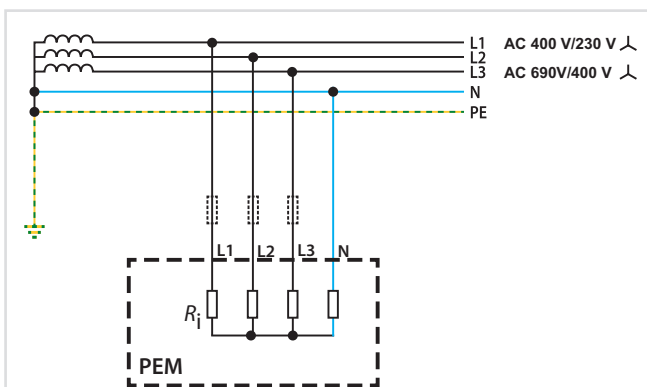 L1 AC 400 V/230 V
L2
L3 AC 690V/400 V
N
PE
L1 L2 L3 N
Ri
PEM